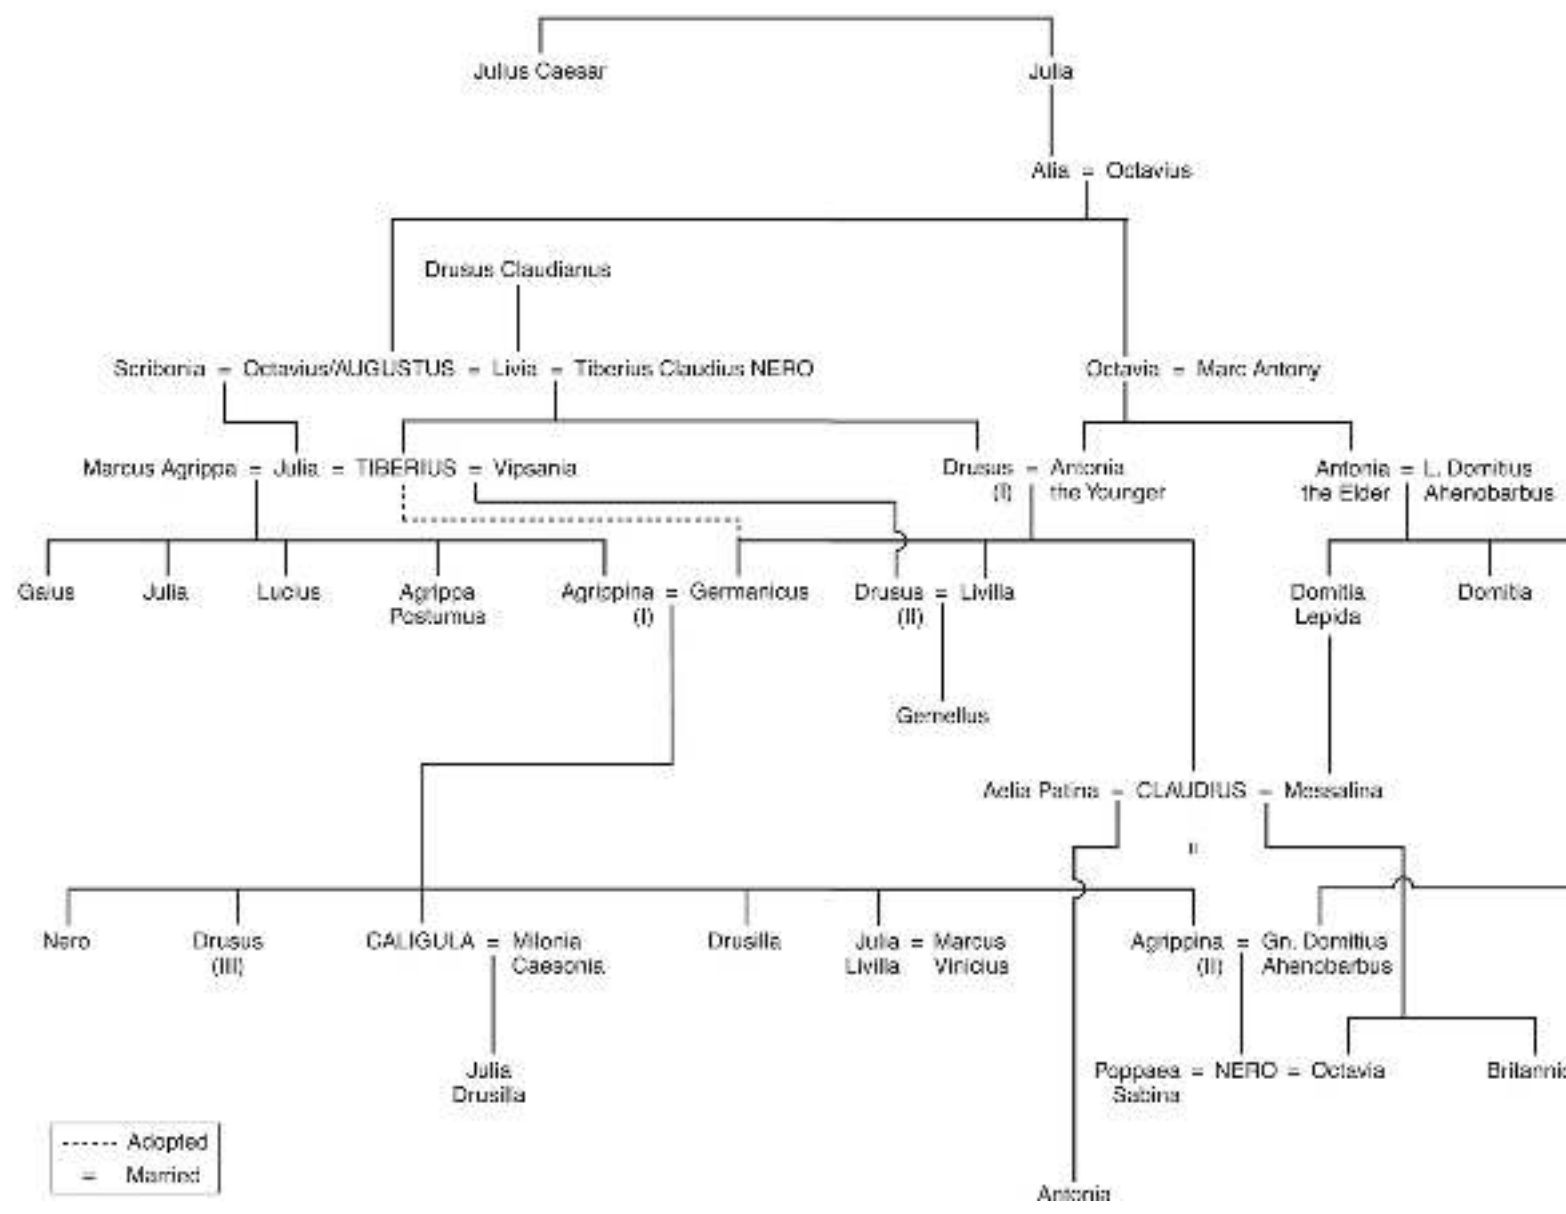 Julius Caesar Julia
Atia = Octavius
Drusus Claudianus
Scribonia = Octavius/AUGUSTUS = Livia = Tiberius Claudius NERO Octavia = Marc Antony
Marcus Agrippa = Julia = TIBERIUS = Vipsania Drusus = Antonia Antonia = L. Domitius
(I) the Younger the Elder Ahenobarbus
Gaius Julia Lucius Agrippa Agrippina = Germanicus Drusus = Livilla Domitia Domitia
Postumus (I) (II) Lepida
Gemellus
Aelia Patina = CLAUDIUS = Messalina
=
Nero Drusus CALIGULA = Milonia Drusilla Julia = Marcus Agrippina = Gn. Domitius
(III) Caesonia Livilla Vinicius (II) Ahenobarbus
Julia Poppaea = NERO = Octavia Britannic
Drusilla Sabina
Adopted
= Married
Antonia